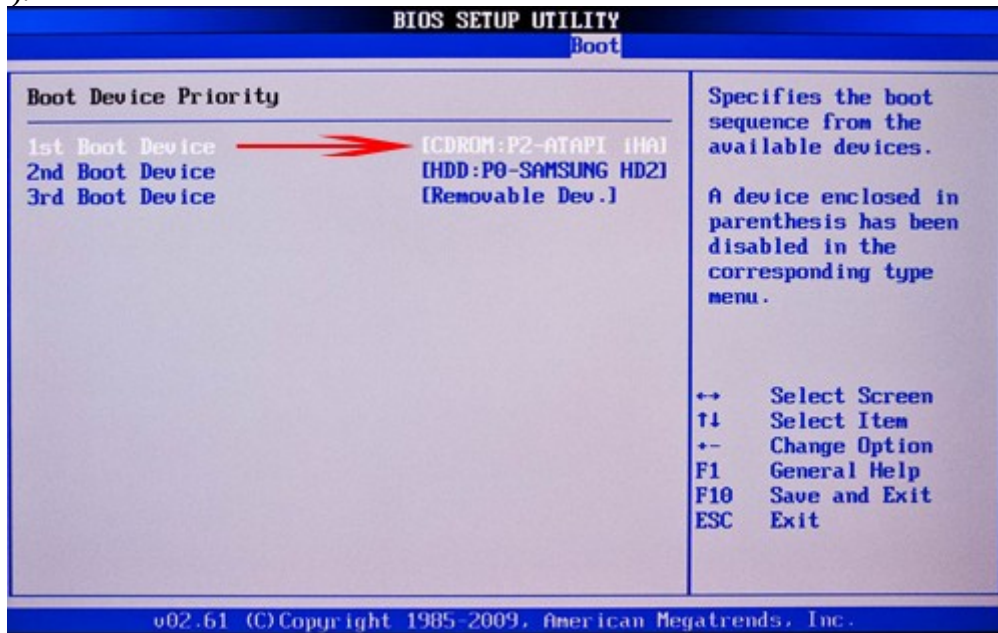 ).
BIOS SETUP UTILITY
Boot
Boot Device Priority
1st Boot Device [CDROM:P2-ATAPI iHA]
2nd Boot Device [HDD:P0-SAMSUNG HD2]
3rd Boot Device [Removable Dev.]
Specifies the boot
sequence from the
available devices.
A device enclosed in
parenthesis has been
disabled in the
corresponding type
menu.
←→ Select Screen
↑↓ Select Item
+- Change Option
F1 General Help
F10 Save and Exit
ESC Exit
v02.61 (C)Copyright 1985-2009, American Megatrends, Inc.